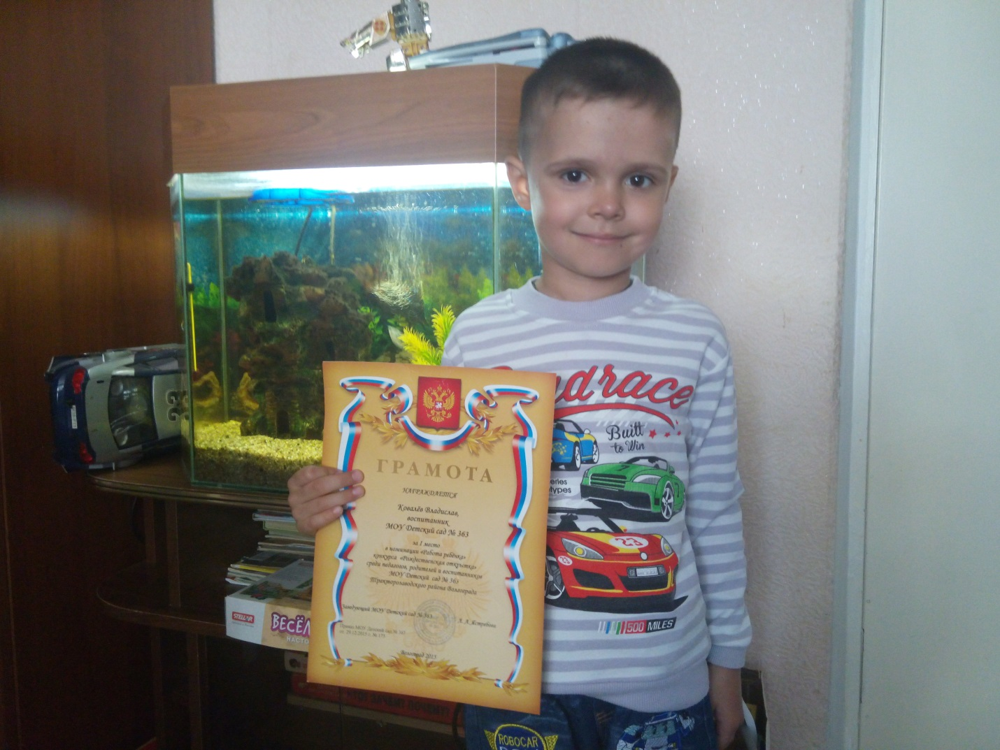 ГРАМОТА
НАГРАЖДАЕТСЯ
Ковалёв Владислав,
воспитанник
МОУ Детский сад № 363
за I место
в номинации «Работа ребёнка»
конкурса «Рождественская открытка»
среди педагогов, родителей и воспитанников
МОУ Детский сад № 363
Тракторозаводского района Волгограда
Заведующий МОУ Детский сад № 363
А. А. Ястребова
Приказ МОУ Детский сад № 363
от 29.12.2015 г. № 175
Волгоград 2015
adrace
Built
to Win
eries
types
23
23
500 MILES
ROBOCAR
23
STELLAR
ВЕСЁЛ
НАСТО